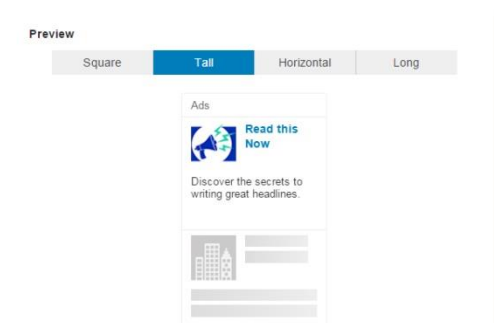 Preview
Square Tall Horizontal Long
Ads
Read this
Now
Discover the secrets to
writing great headlines.